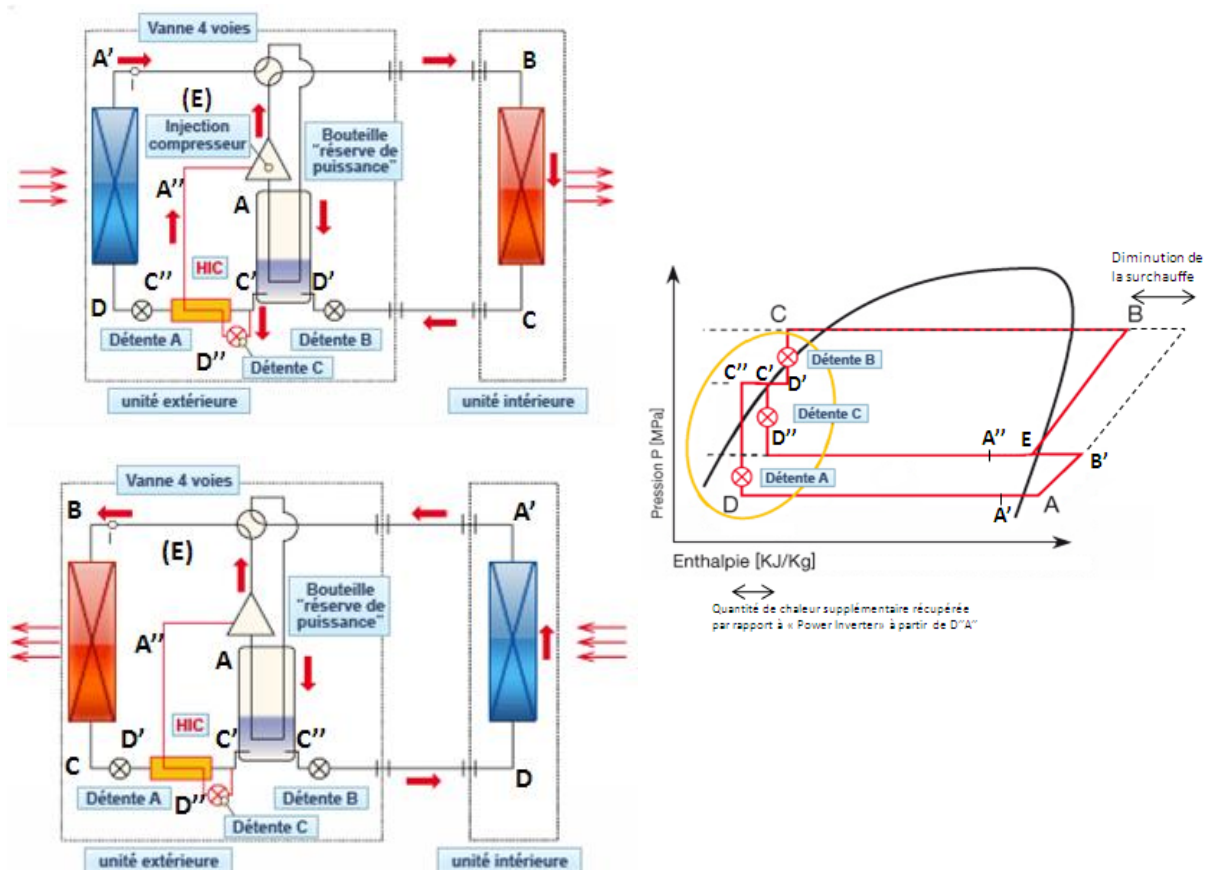 Vanne 4 voies
A'
B
(E)
Injection
compresseur
Bouteille
"réserve de
puissance"
A''
A
C''
HIC
C'
D'
D
C
Détente A
D''
Détente B
Détente C
unité extérieure
unité intérieure
Vanne 4 voies
B
A'
(E)
Bouteille
"réserve de
puissance"
A''
A
D'
HIC
C'
C''
C
D
Détente A
D''
Détente B
Détente C
unité extérieure
unité intérieure
Diminution de
la surchauffe
Pression P [MPa]
C
B
Détente B
C''
C'
D'
Détente C
D''
A''
E
B'
Détente A
D
A'
A
Enthalpie [KJ/Kg]
Quantité de chaleur supplémentaire récupérée
par rapport à « Power Inverter» à partir de D''A''